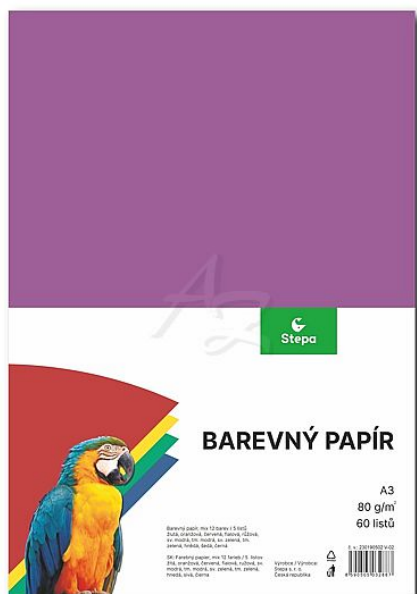 AZ
Stepa
BAREVNÝ PAPÍR
A3
80 g/m²
60 listů
Barevný papír, mix 12 barev ( 5 listů
žlutá, oranžová, červená, fialová, růžová,
sv. modrá, tm. modrá, sv. zelená, tm.
zelená, hnědá, šedá, černá
SK: Farebný papier, mix 12 farieb / 5. listov
žltá, oranžová, červená, fialová, ružová, sv.
modrá, tm. modrá, sv. zelená, tm. zelená,
hnedá, sivá, čierna
Výrobce / Výrobca:
Stepa s. r. o.
Česká republika